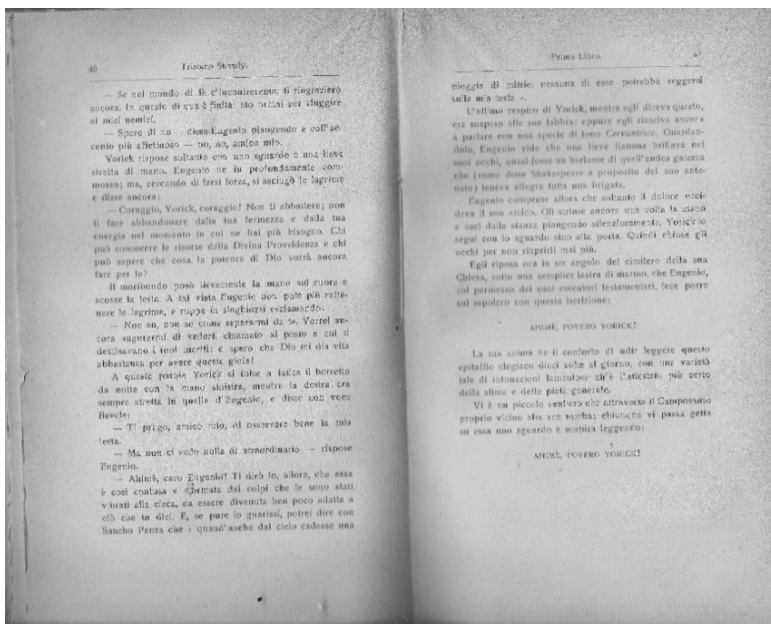 40
Tristano Shandy.
— Se nel mondo di là c'incontreremo, ti ringrazierò
ancora. In questo di qua è finita: sto ormai per sfuggire
ai miei nemici.
— Spero di no — disse Eugenio piangendo e coll'ac-
cento più affettuoso — no, no, amico mio.
Yorick rispose soltanto con uno sguardo e una lieve
stretta di mano. Eugenio ne fu profondamente com-
mosso; ma, cercando di farsi forza, si asciugò le lagrime
e disse ancora:
— Coraggio, Yorick, coraggio! Non ti abbattere; non
ti fare abbandonare dalla tua fermezza e dalla tua
energia nel momento in cui ne hai più bisogno. Chi
può conoscere le risorse della Divina Provvidenza e chi
può sapere che cosa la potenza di Dio vorrà ancora
fare per te?
Il moribondo posò lievemente la mano sul cuore e
scosse la testa. A tal vista Eugenio non potè più ratte-
nere le lagrime, e ruppe in singhiozzi esclamando:
— Non so, non so come separarmi da te. Vorrei an-
cora augurarmi di vederti chiamato al posto a cui ti
destinavano i tuoi meriti; e spero che Dio mi dia vita
abbastanza per avere questa gioia!
A queste parole Yorick si tolse a fatica il berretto
da notte con la mano sinistra, mentre la destra era
sempre stretta in quelle d'Eugenio, e disse con voce
fievole:
— Ti prego, amico mio, di osservare bene la mia
testa.
— Ma non ci vedo nulla di straordinario — rispose
Eugenio.
— Ahimè, caro Eugenio! Ti dirò io, allora, che essa
è così contusa e sformata dai colpi che le sono stati
vibrati alla cieca, da essere divenuta ben poco adatta a
ciò che tu dici. E, se pure io guarissi, potrei dire con
Sancho Panza che « quand'anche dal cielo cadesse una
Primo Libro.
41
pioggia di mitrie, nessuna di esse potrebbe reggersi
sulla mia testa ».
L'ultimo respiro di Yorick, mentre egli diceva questo,
era sospeso alle sue labbra: eppure egli riusciva ancora
a parlare con una specie di tono Cervantesco. Guardan-
dolo, Eugenio vide che una lieve fiamma brillava nei
suoi occhi, quasi fosse un barlume di quell'antica gaiezza
che (come disse Shakespeare a proposito del suo ante-
nato) teneva allegra tutta una brigata.
Eugenio comprese allora che soltanto il dolore ucci-
deva il suo amico. Gli strinse ancora una volta la mano
e uscì dalla stanza piangendo silenziosamente. Yorick lo
seguì con lo sguardo sino alla porta. Quindi chiuse gli
occhi per non riaprirli mai più.
Egli riposa ora in un angolo del cimitero della sua
Chiesa, sotto una semplice lastra di marmo, che Eugenio,
col permesso dei suoi esecutori testamentari, fece porre
sul sepolcro con questa iscrizione:
AHIMÈ, POVERO YORICK!
La sua anima ha il conforto di udir leggere questo
epitaffio elegiaco dieci volte al giorno, con una varietà
tale di intonazioni lamentose ch'è l'attestato più certo
della stima e della pietà generale.
Vi è un piccolo sentiero che attraversa il Camposanto
proprio vicino alla sua tomba; chiunque vi passa getta
su essa uno sguardo e sospira leggendo:
AHIMÈ, POVERO YORICK!